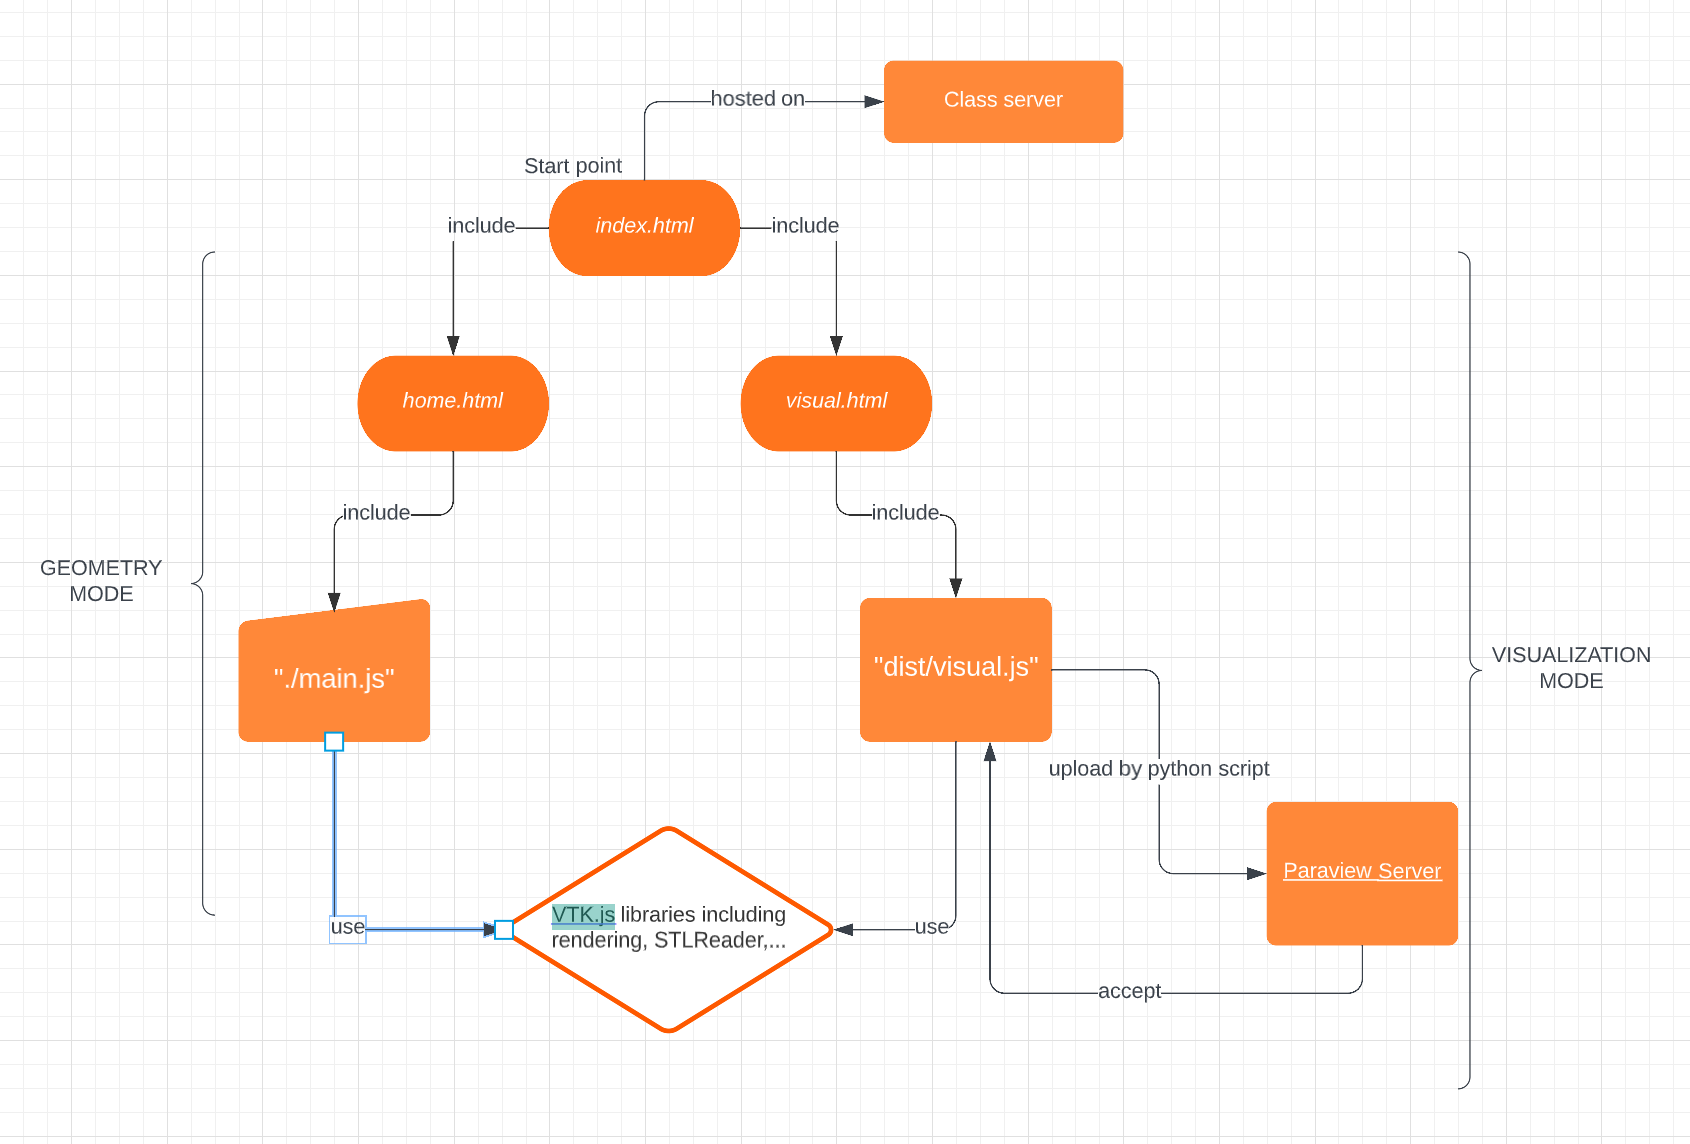 hosted on
Class server
Start point
include
index.html
include
home.html
visual.html
include
include
GEOMETRY
MODE
"./main.js"
"dist/visual.js"
VISUALIZATION
MODE
upload by python script
Paraview Server
VTK.js libraries including
rendering, STLReader,...
use
use
accept